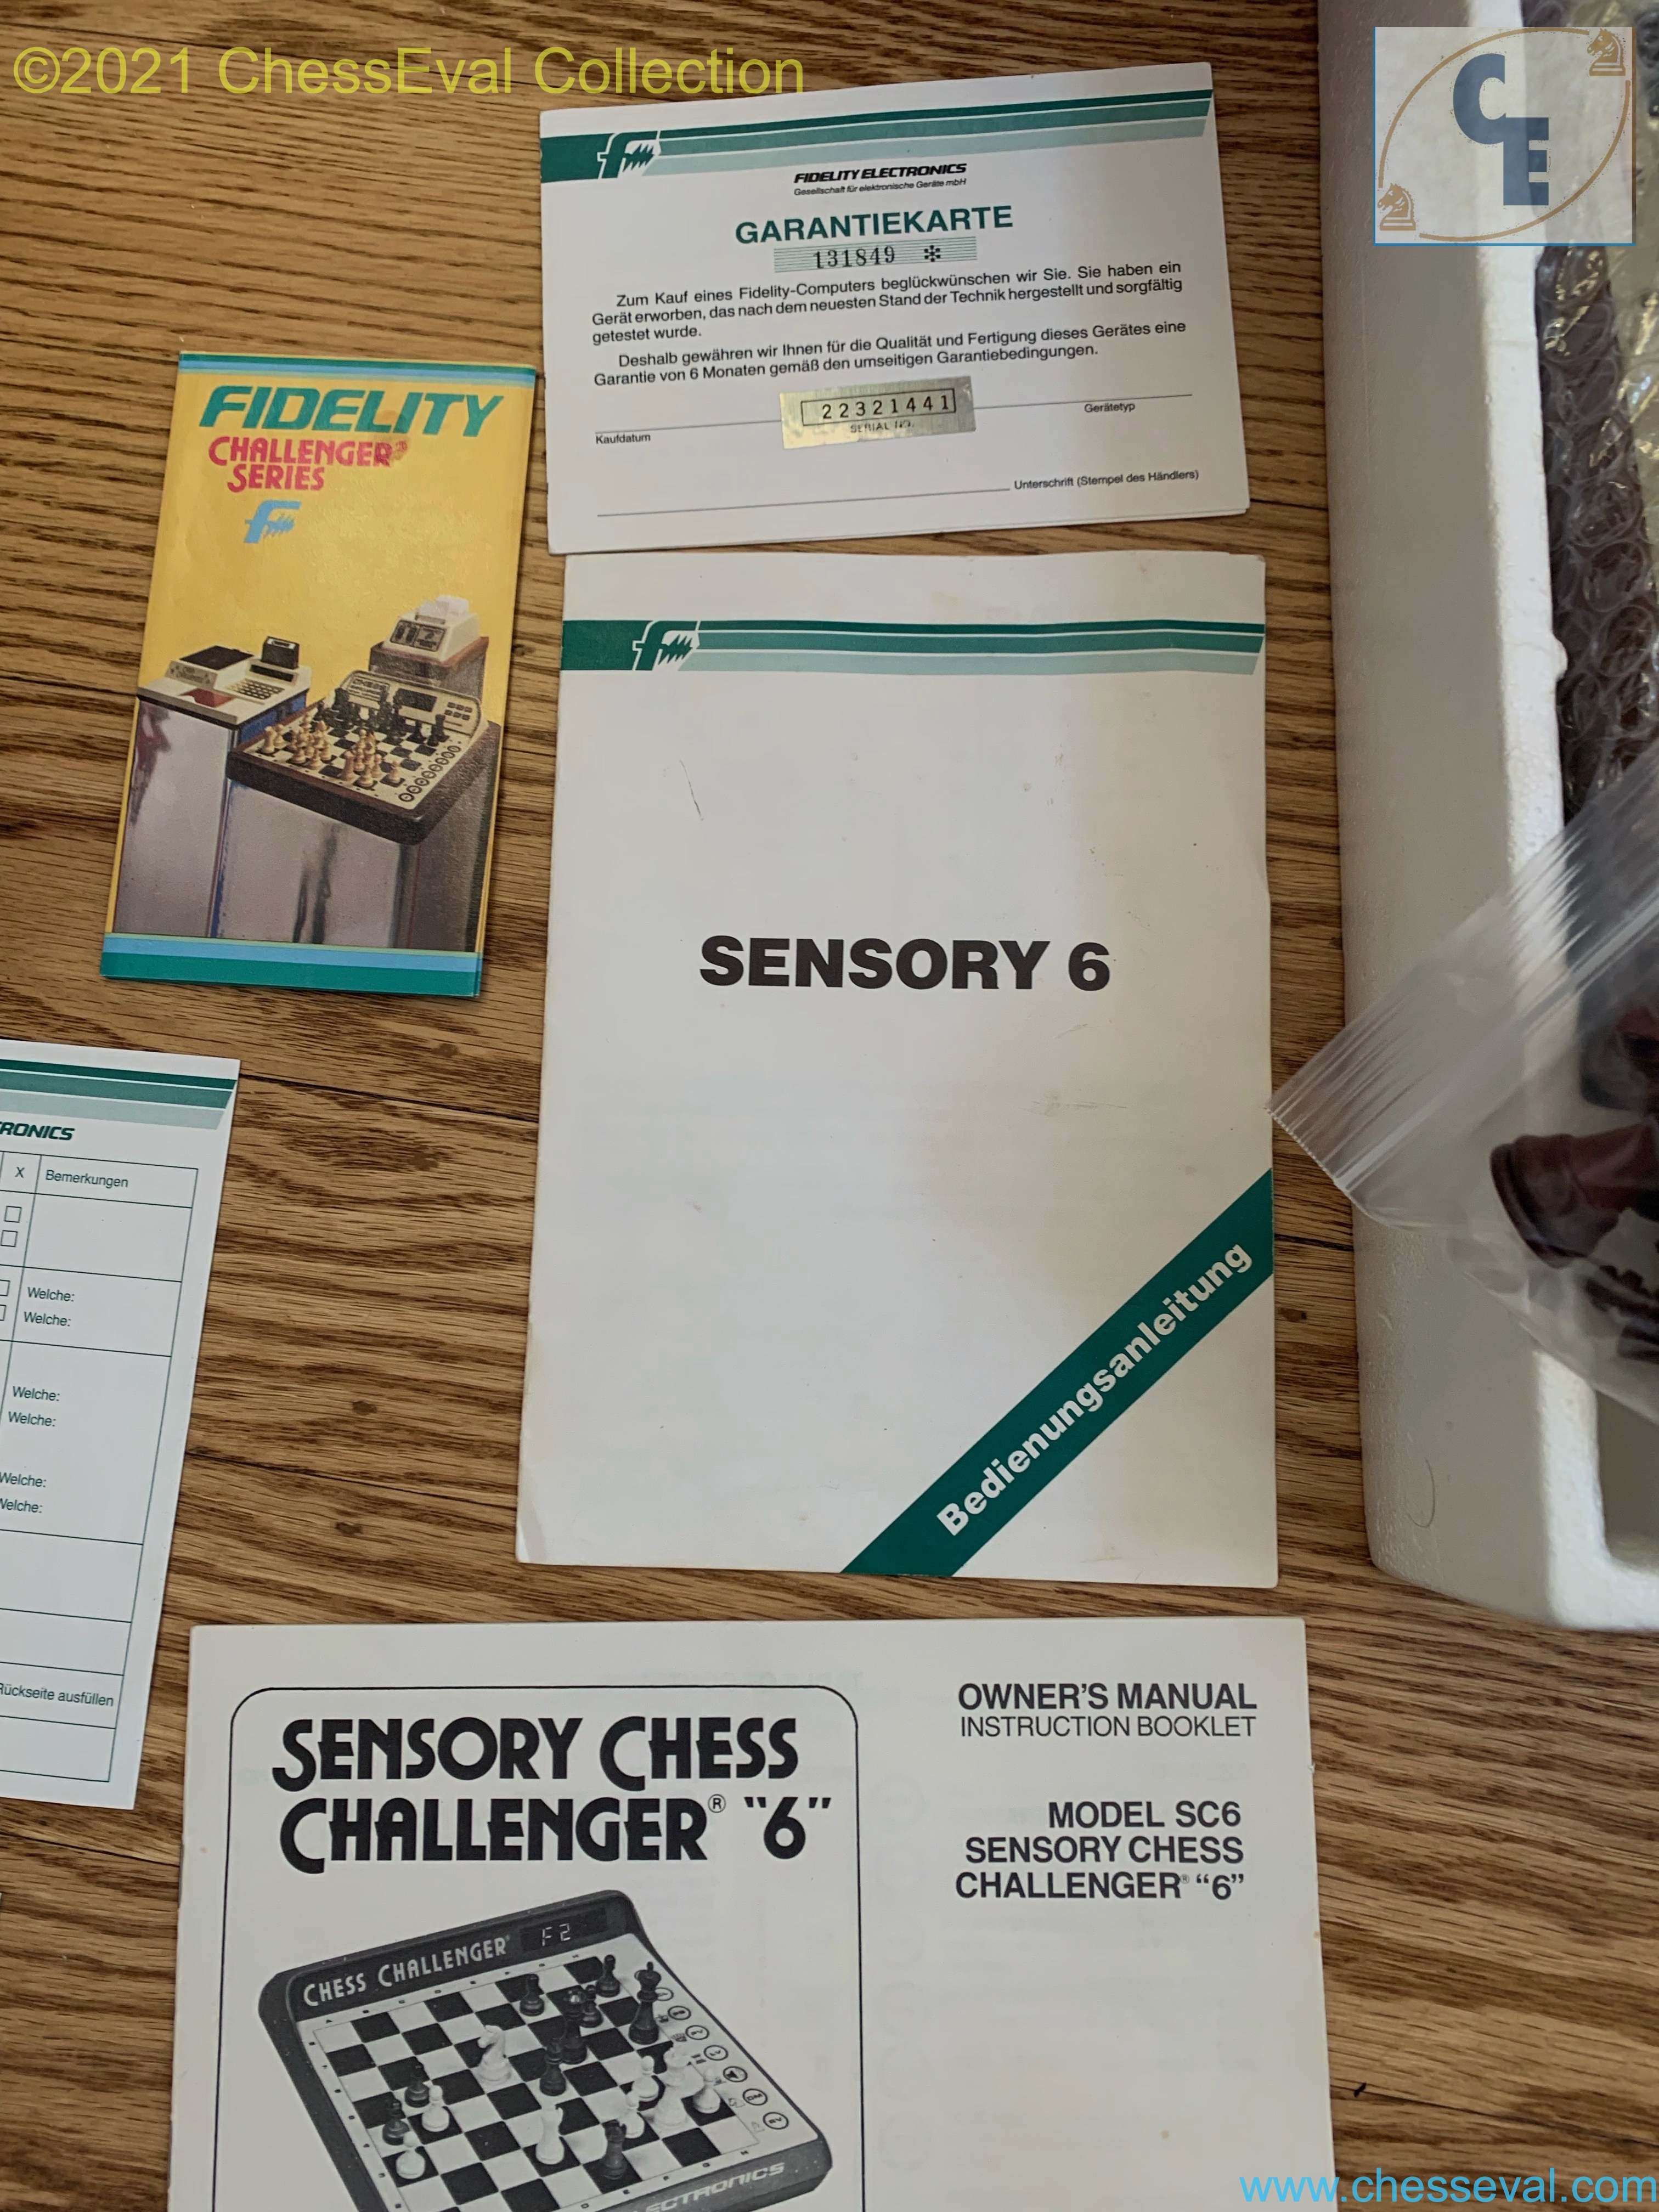 ©2021 ChessEval Collection
CE
FIDELITY ELECTRONICS
Gesellschaft für elektronische Geräte mbH
GARANTIEKARTE
131849 ✻
Zum Kauf eines Fidelity-Computers beglückwünschen wir Sie. Sie haben ein
Gerät erworben, das nach dem neuesten Stand der Technik hergestellt und sorgfältig
getestet wurde.
Deshalb gewähren wir Ihnen für die Qualität und Fertigung dieses Gerätes eine
Garantie von 6 Monaten gemäß den umseitigen Garantiebedingungen.
22321441
SERIAL NO.
Kaufdatum
Gerätetyp
Unterschrift (Stempel des Händlers)
FIDELITY
CHALLENGER®
SERIES
f
SENSORY 6
Bedienungsanleitung
RONICS
X Bemerkungen
Welche:
Welche:
Welche:
Welche:
Welche:
Welche:
Rückseite ausfüllen
SENSORY CHESS
CHALLENGER® "6"
CHESS CHALLENGER® F2
ELECTRONICS
OWNER'S MANUAL
INSTRUCTION BOOKLET
MODEL SC6
SENSORY CHESS
CHALLENGER® "6"
www.chesseval.com